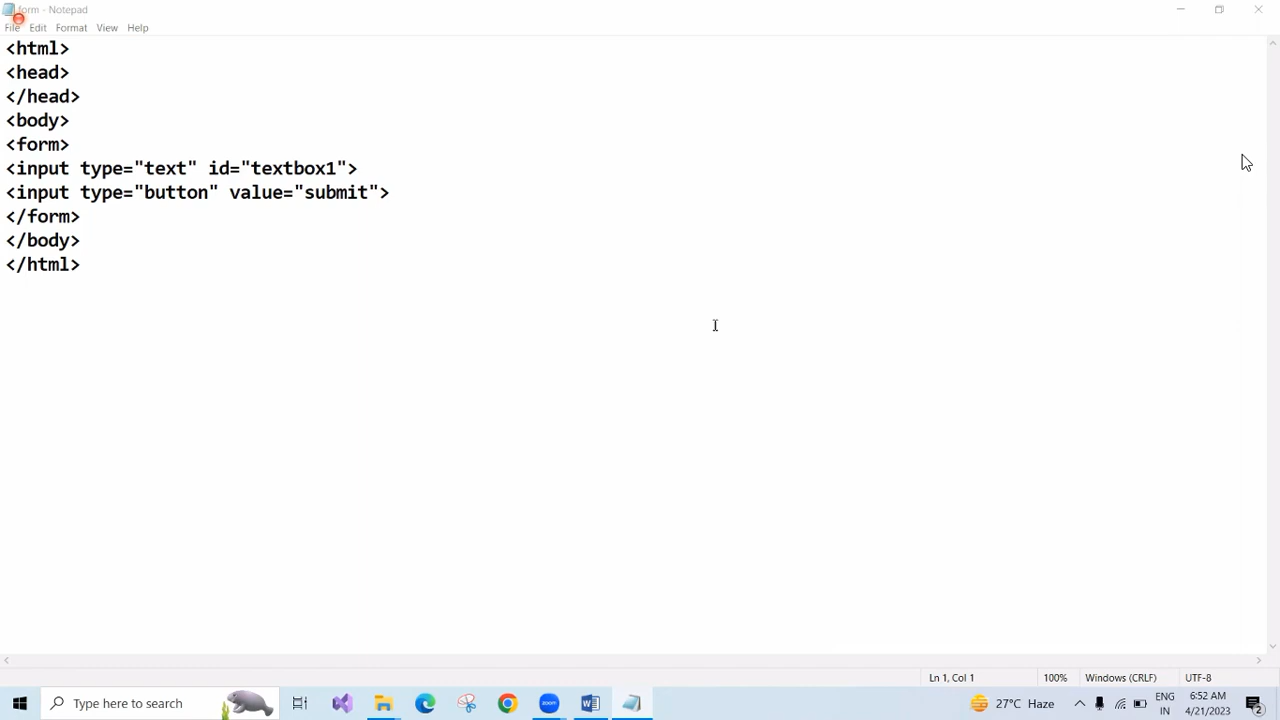 form - Notepad
File Edit Format View Help
<html>
<head>
</head>
<body>
<form>
<input type="text" id="textbox1">
<input type="button" value="submit">
</form>
</body>
</html>
Ln 1, Col 1 100% Windows (CRLF) UTF-8
Type here to search zoom 27°C Haze ENG IN 6:52 AM 4/21/2023 2